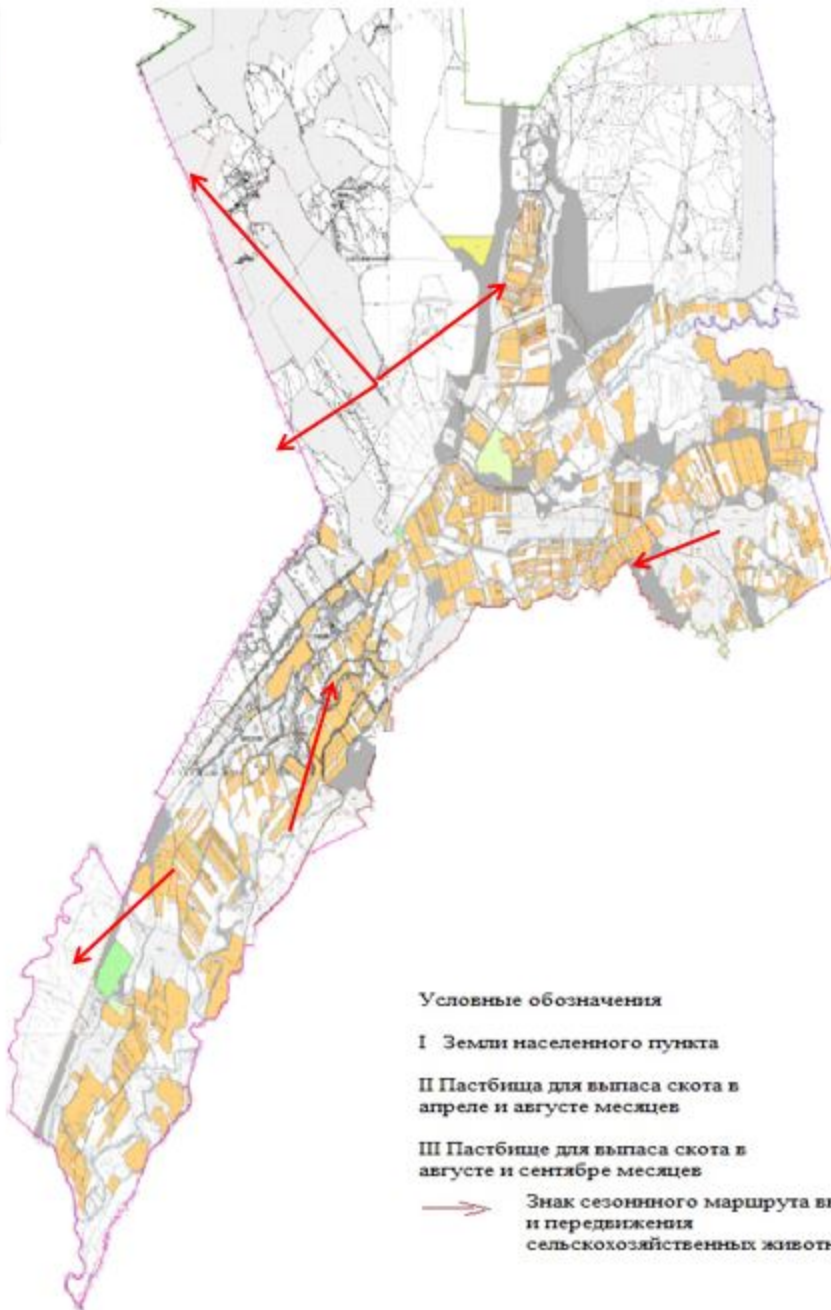 Условные обозначения
I Земли населенного пункта
II Пастбища для выпаса скота в
апреле и августе месяцев
III Пастбище для выпаса скота в
августе и сентябре месяцев
Знак сезоннного маршрута
и передвижения
сельскохозяйственных